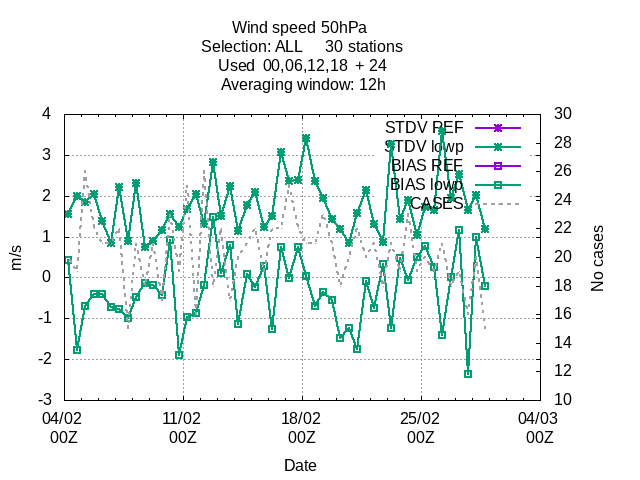 Wind speed 50hPa
Selection: ALL 30 stations
Used 00,06,12,18 + 24
Averaging window: 12h
STDV REF
STDV lowp
BIAS REF
BIAS lowp
CASES
m/s
4
3
2
1
0
-1
-2
-3
No cases
30
28
26
24
22
20
18
16
14
12
10
04/02 11/02 18/02 25/02 04/03
00Z 00Z 00Z 00Z 00Z
Date